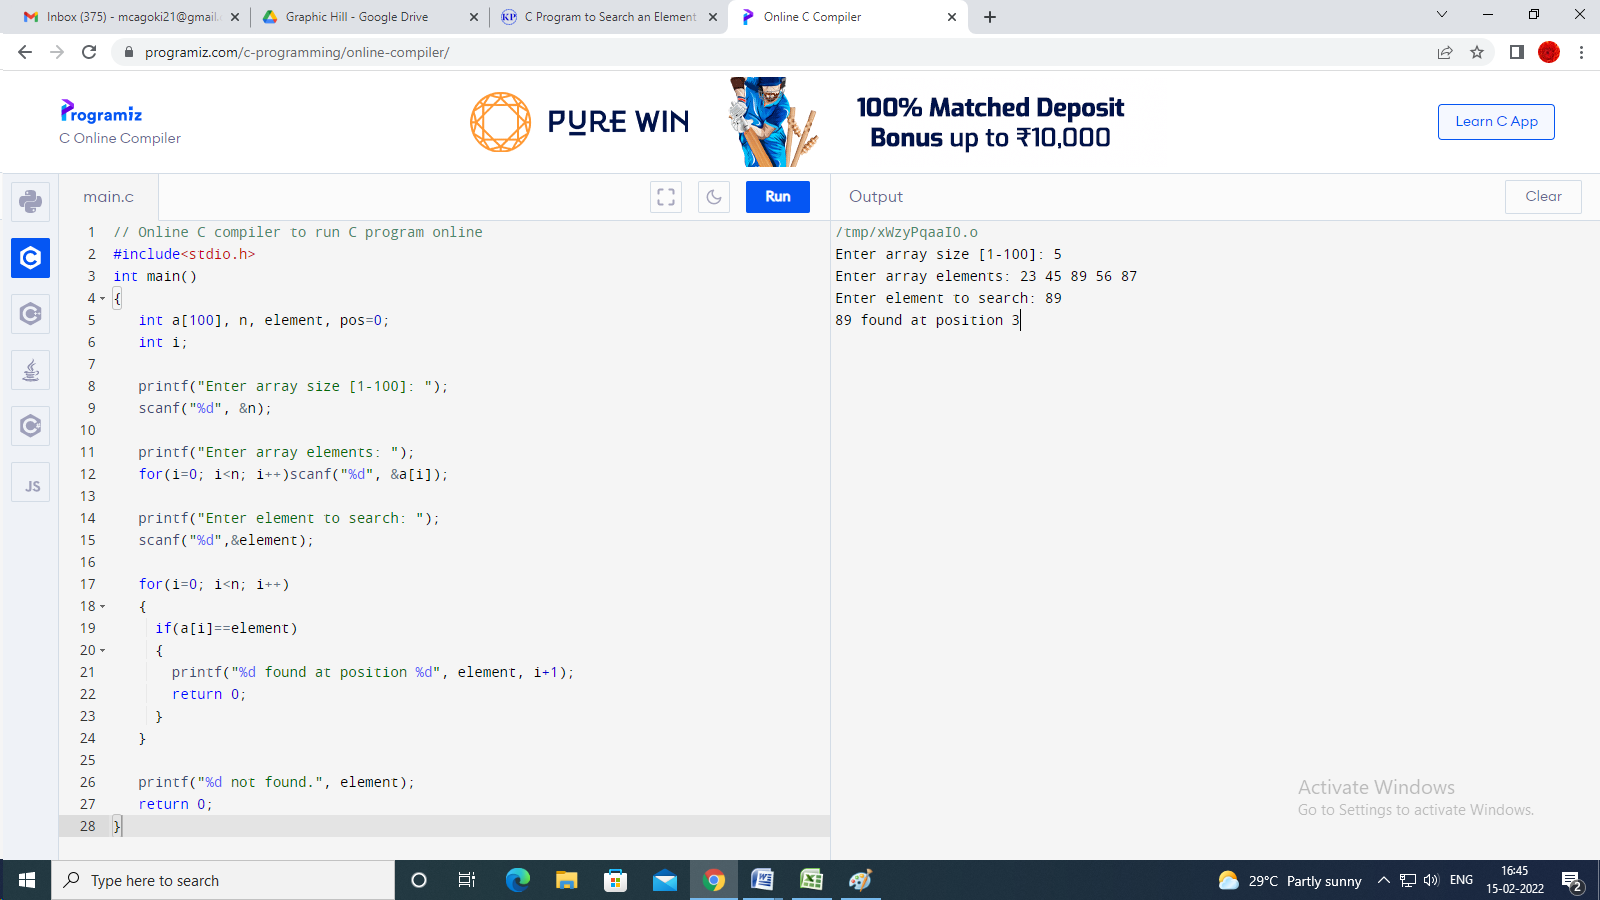 Inbox (375) - mcagoki21@gmail.
Graphic Hill - Google Drive
KP C Program to Search an Element
Online C Compiler
programiz.com/c-programming/online-compiler/
Programiz
C Online Compiler
PURE WIN
100% Matched Deposit
Bonus up to ₹10,000
Learn C App
main.c
Run
Output
Clear
1 // Online C compiler to run C program online
2 #include<stdio.h>
3 int main()
4 {
5 int a[100], n, element, pos=0;
6 int i;
7
8 printf("Enter array size [1-100]: ");
9 scanf("%d", &n);
10
11 printf("Enter array elements: ");
12 for(i=0; i<n; i++)scanf("%d", &a[i]);
13
14 printf("Enter element to search: ");
15 scanf("%d",&element);
16
17 for(i=0; i<n; i++)
18 {
19 if(a[i]==element)
20 {
21 printf("%d found at position %d", element, i+1);
22 return 0;
23 }
24 }
25
26 printf("%d not found.", element);
27 return 0;
28 }
JS
/tmp/xWzyPqaaIO.o
Enter array size [1-100]: 5
Enter array elements: 23 45 89 56 87
Enter element to search: 89
89 found at position 3
Activate Windows
Go to Settings to activate Windows.
Type here to search
29°C Partly sunny
ENG
16:45
15-02-2022
2